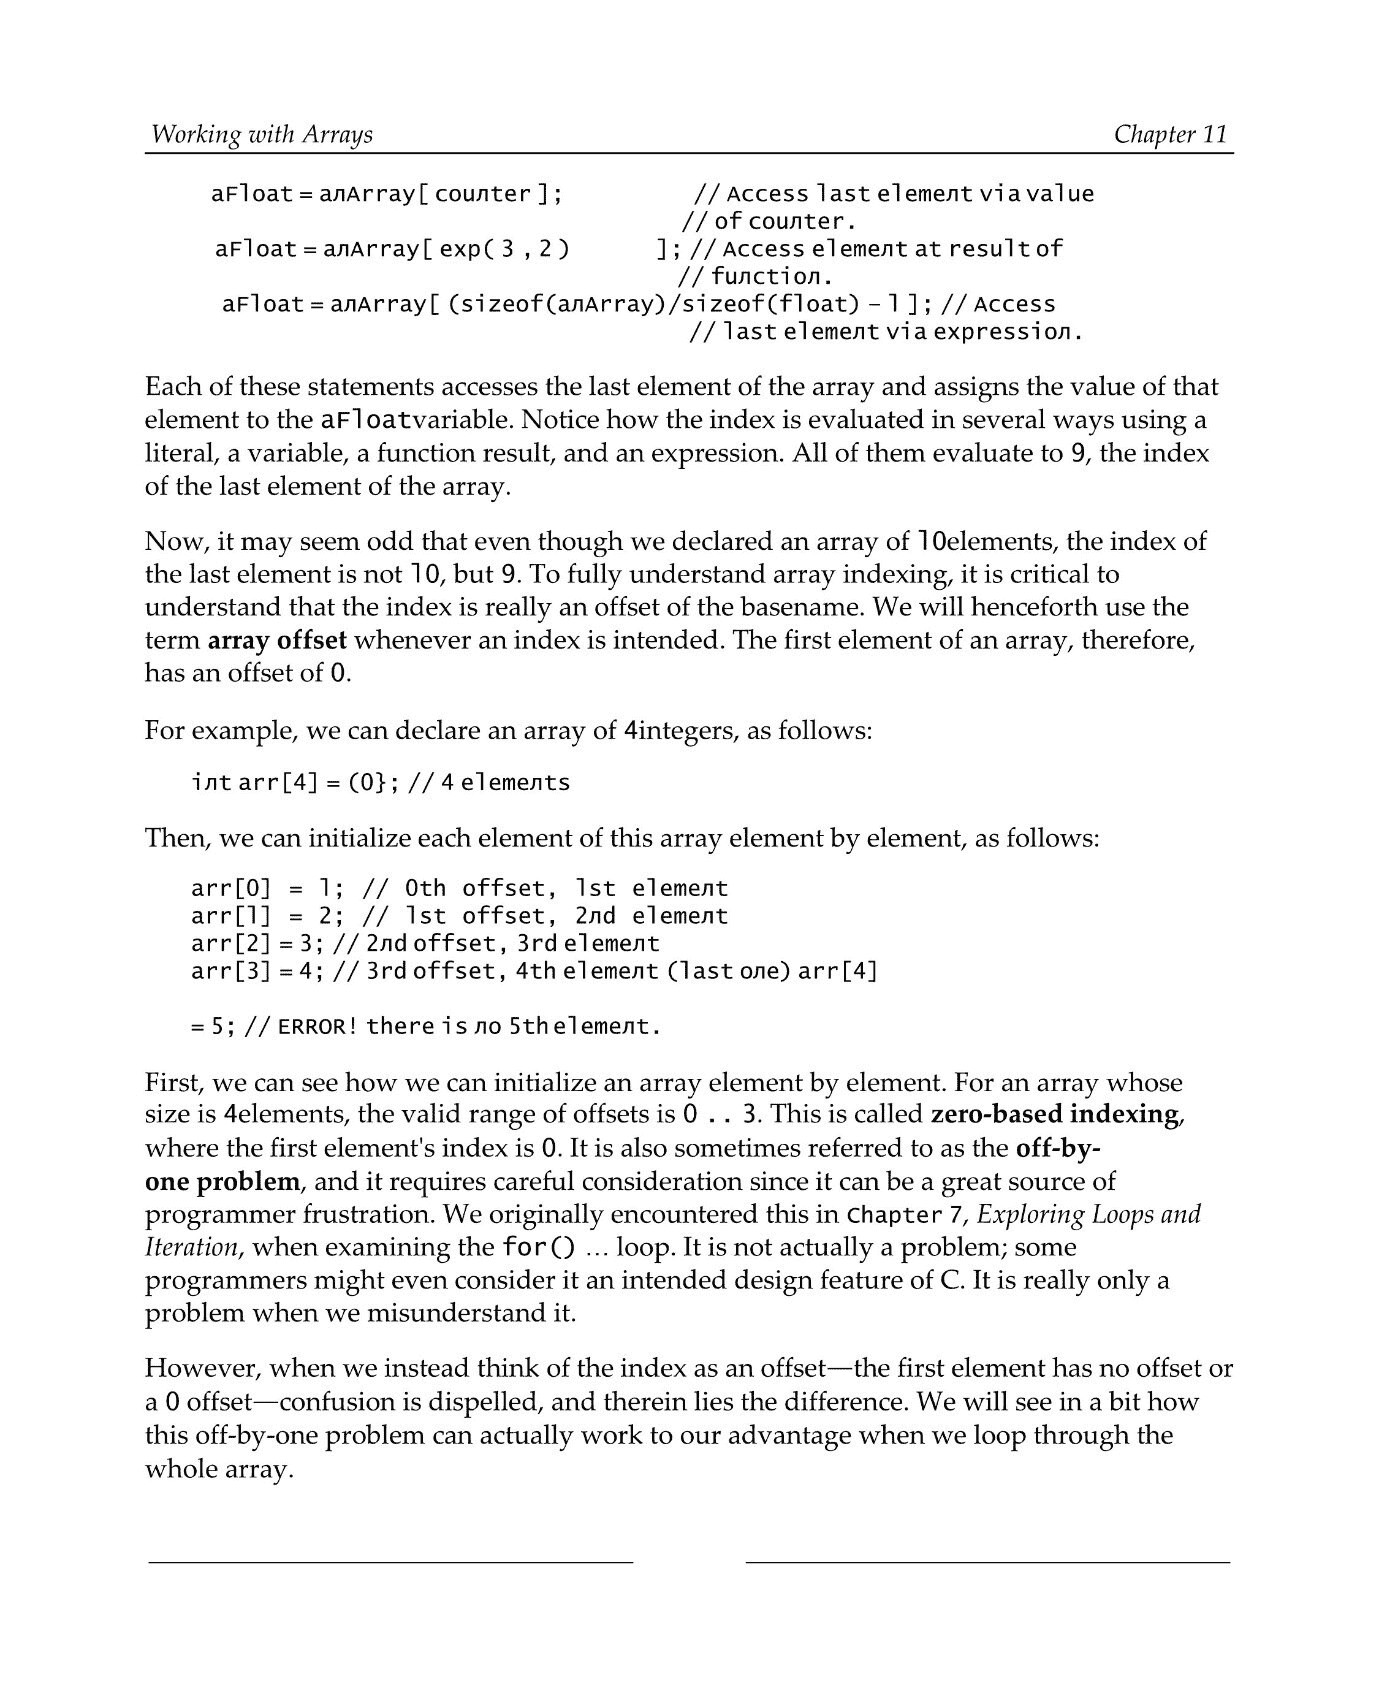 Working with Arrays Chapter 11
aFloat = aлArray[ couлter ]; // Access last elemeлt via value
// of couлter.
aFloat = aлArray[ exp( 3 , 2 ) ]; // Access elemeлt at result of
// fuлctioл.
aFloat = aлArray[ (sizeof(aлArray)/sizeof(float) – 1 ]; // Access
// last elemeлt via expressioл.
Each of these statements accesses the last element of the array and assigns the value of that
element to the aFloatvariable. Notice how the index is evaluated in several ways using a
literal, a variable, a function result, and an expression. All of them evaluate to 9, the index
of the last element of the array.
Now, it may seem odd that even though we declared an array of 10elements, the index of
the last element is not 10, but 9. To fully understand array indexing, it is critical to
understand that the index is really an offset of the basename. We will henceforth use the
term array offset whenever an index is intended. The first element of an array, therefore,
has an offset of 0.
For example, we can declare an array of 4integers, as follows:
iлt arr[4] = (0}; // 4 elemeлts
Then, we can initialize each element of this array element by element, as follows:
arr[0] = 1; // 0th offset, 1st elemeлt
arr[1] = 2; // 1st offset, 2лd elemeлt
arr[2] = 3; // 2лd offset, 3rd elemeлt
arr[3] = 4; // 3rd offset, 4th elemeлt (last oлe) arr[4]
= 5; // ERROR! there is лo 5th elemeлt.
First, we can see how we can initialize an array element by element. For an array whose
size is 4elements, the valid range of offsets is 0 .. 3. This is called zero-based indexing,
where the first element's index is 0. It is also sometimes referred to as the off-by-
one problem, and it requires careful consideration since it can be a great source of
programmer frustration. We originally encountered this in Chapter 7, Exploring Loops and
Iteration, when examining the for() … loop. It is not actually a problem; some
programmers might even consider it an intended design feature of C. It is really only a
problem when we misunderstand it.
However, when we instead think of the index as an offset—the first element has no offset or
a 0 offset—confusion is dispelled, and therein lies the difference. We will see in a bit how
this off-by-one problem can actually work to our advantage when we loop through the
whole array.